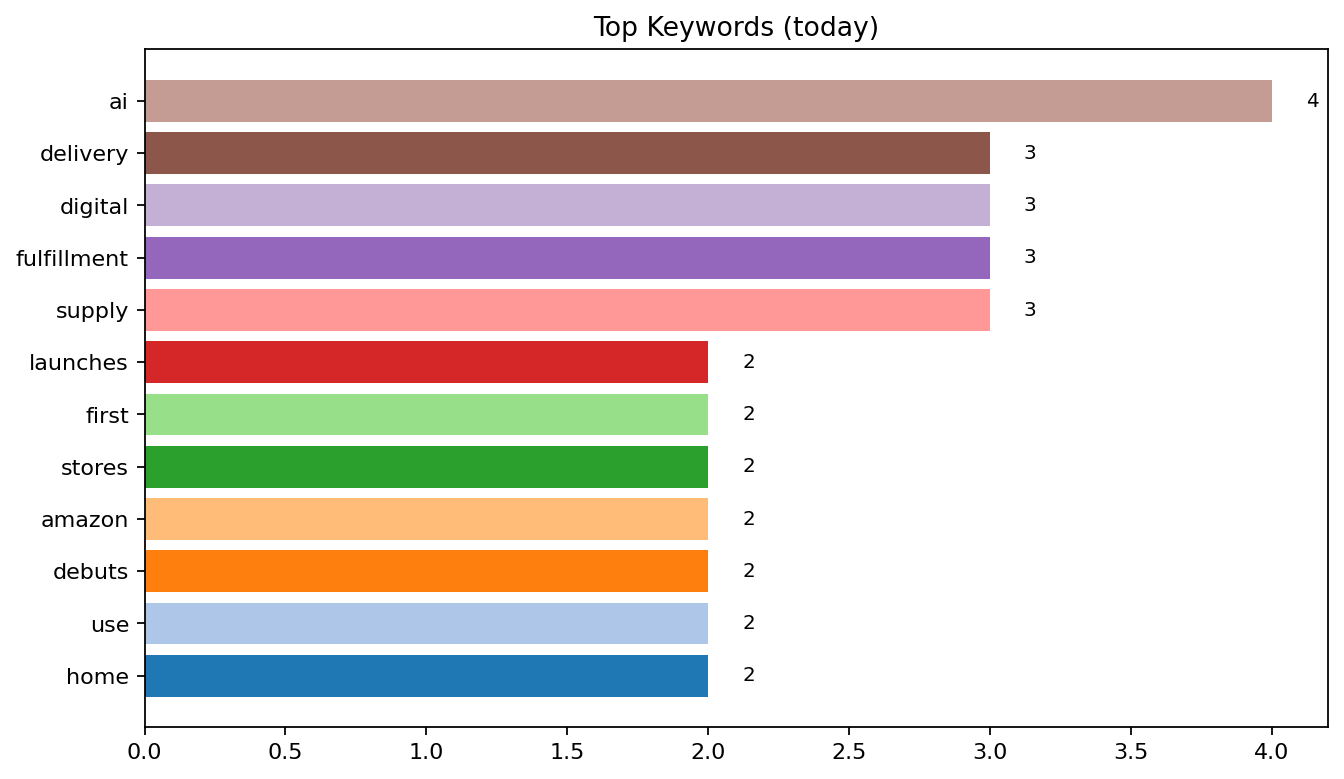 Top Keywords (today)
ai 4
delivery 3
digital 3
fulfillment 3
supply 3
launches 2
first 2
stores 2
amazon 2
debuts 2
use 2
home 2
0.0 0.5 1.0 1.5 2.0 2.5 3.0 3.5 4.0